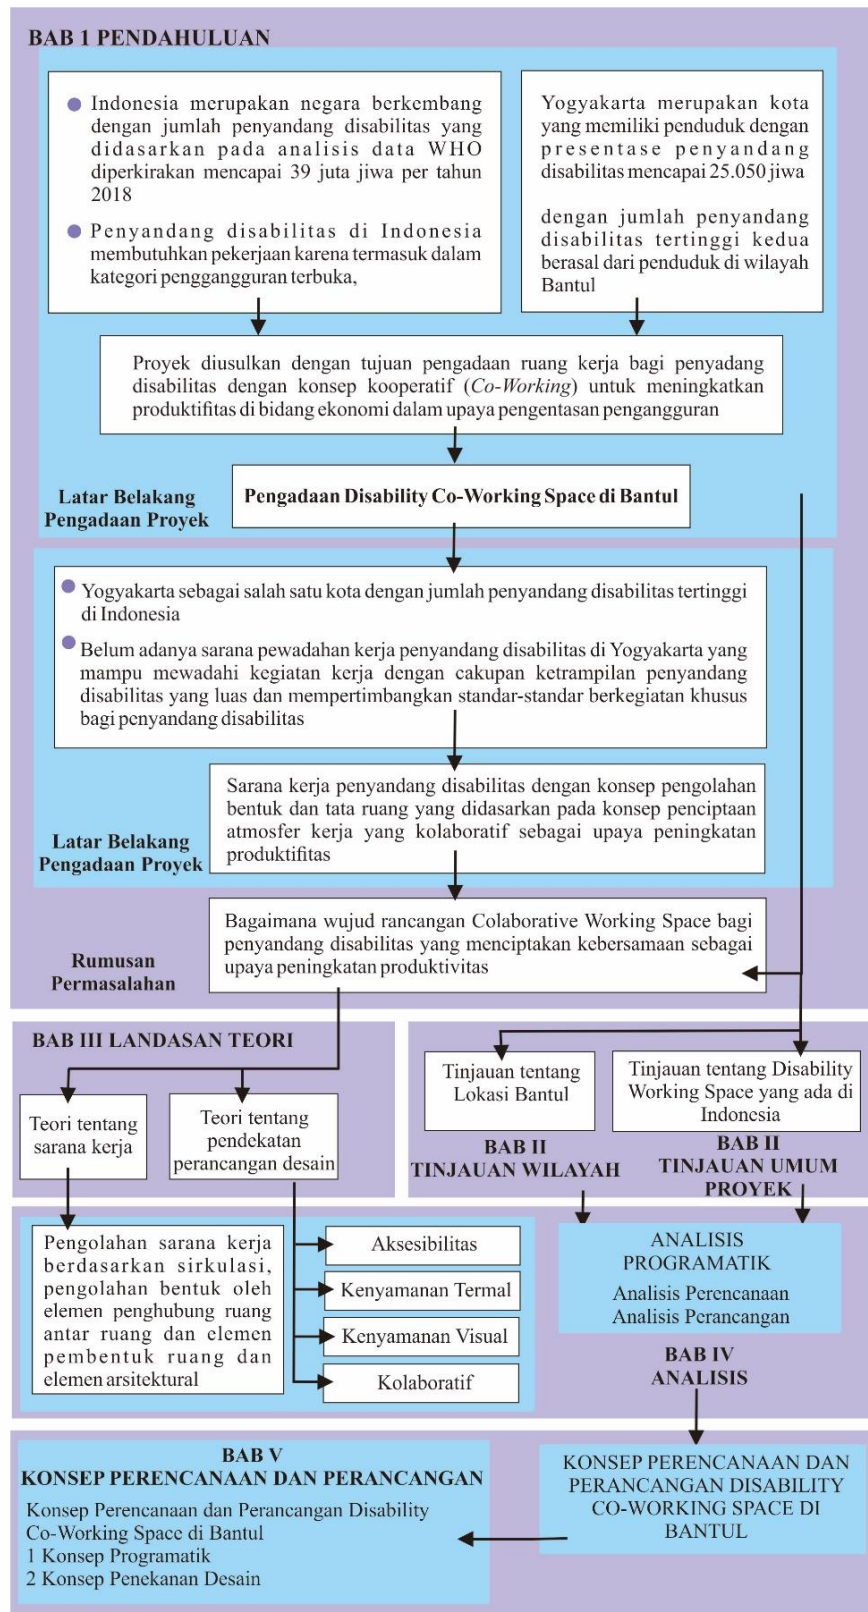 BAB 1 PENDAHULUAN
Indonesia merupakan negara berkembang
dengan jumlah penyandang disabilitas yang
didasarkan pada analisis data WHO
diperkirakan mencapai 39 juta jiwa per tahun
2018
Penyandang disabilitas di Indonesia
membutuhkan pekerjaan karena termasuk dalam
kategori penggangguran terbuka,
Yogyakarta merupakan kota
yang memiliki penduduk dengan
presentase penyandang
disabilitas mencapai 25.050 jiwa
dengan jumlah penyandang
disabilitas tertinggi kedua
berasal dari penduduk di wilayah
Bantul
Proyek diusulkan dengan tujuan pengadaan ruang kerja bagi penyadang
disabilitas dengan konsep kooperatif (Co-Working) untuk meningkatkan
produktifitas di bidang ekonomi dalam upaya pengentasan pengangguran
Latar Belakang
Pengadaan Proyek
Pengadaan Disability Co-Working Space di Bantul
Yogyakarta sebagai salah satu kota dengan jumlah penyandang disabilitas tertinggi
di Indonesia
Belum adanya sarana pewadahan kerja penyandang disabilitas di Yogyakarta yang
mampu mewadahi kegiatan kerja dengan cakupan ketrampilan penyandang
disabilitas yang luas dan mempertimbangkan standar-standar berkegiatan khusus
bagi penyandang disabilitas
Sarana kerja penyandang disabilitas dengan konsep pengolahan
bentuk dan tata ruang yang didasarkan pada konsep penciptaan
atmosfer kerja yang kolaboratif sebagai upaya peningkatan
produktifitas
Latar Belakang
Pengadaan Proyek
Bagaimana wujud rancangan Colaborative Working Space bagi
penyandang disabilitas yang menciptakan kebersamaan sebagai
upaya peningkatan produktivitas
Rumusan
Permasalahan
BAB III LANDASAN TEORI
Teori tentang
sarana kerja
Teori tentang
pendekatan
perancangan desain
Tinjauan tentang
Lokasi Bantul
Tinjauan tentang Disability
Working Space yang ada di
Indonesia
BAB II
TINJAUAN WILAYAH
BAB II
TINJAUAN UMUM
PROYEK
Pengolahan sarana kerja
berdasarkan sirkulasi,
pengolahan bentuk oleh
elemen penghubung ruang
antar ruang dan elemen
pembentuk ruang dan
elemen arsitektural
Aksesibilitas
Kenyamanan Termal
Kenyamanan Visual
Kolaboratif
ANALISIS
PROGRAMATIK
Analisis Perencanaan
Analisis Perancangan
BAB IV
ANALISIS
BAB V
KONSEP PERENCANAAN DAN PERANCANGAN
Konsep Perencanaan dan Perancangan Disability
Co-Working Space di Bantul
1 Konsep Programatik
2 Konsep Penekanan Desain
KONSEP PERENCANAAN DAN
PERANCANGAN DISABILITY
CO-WORKING SPACE DI
BANTUL